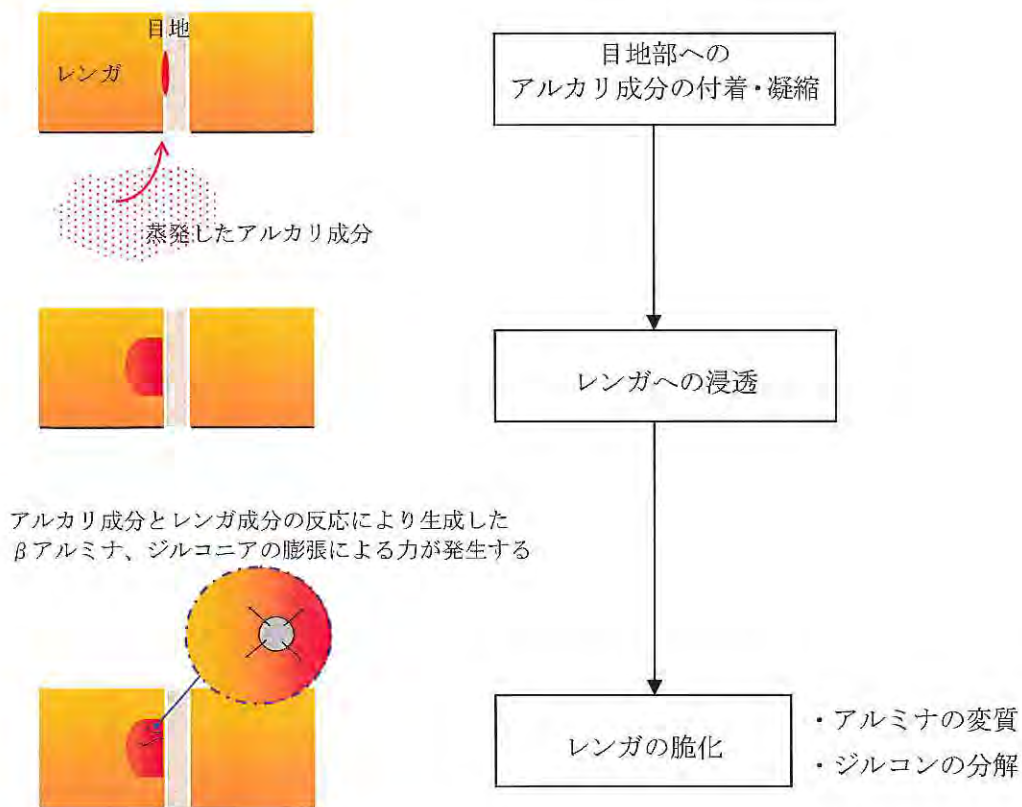 目地
レンガ
目地部への
アルカリ成分の付着・凝縮
蒸発したアルカリ成分
レンガへの浸透
アルカリ成分とレンガ成分の反応により生成した
βアルミナ、ジルコニアの膨張による力が発生する
レンガの脆化
・アルミナの変質
・ジルコンの分解